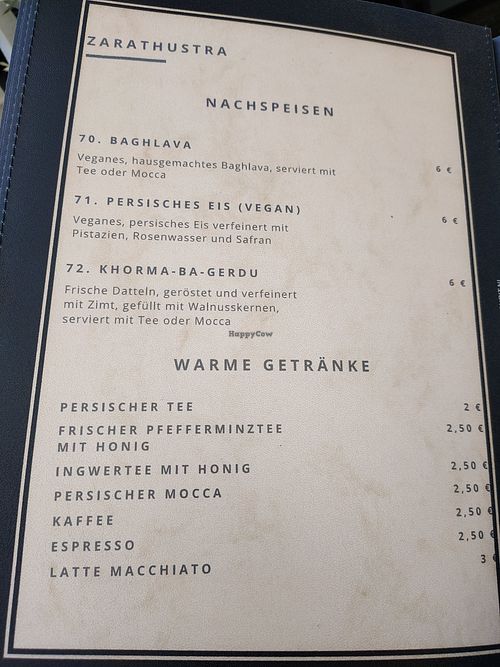 ZARATHUSTRA
NACHSPEISEN
70. BAGHLAVA
Veganes, hausgemachtes Baghlava, serviert mit
Tee oder Mocca
6 €
71. PERSISCHES EIS (VEGAN)
Veganes, persisches Eis verfeinert mit
Pistazien, Rosenwasser und Safran
6 €
72. KHORMA-BA-GERDU
Frische Datteln, geröstet und verfeinert
mit Zimt, gefüllt mit Walnusskernen,
serviert mit Tee oder Mocca
6 €
HappyCow
WARME GETRÄNKE
PERSISCHER TEE 2 €
FRISCHER PFEFFERMINZTEE 2,50 €
MIT HONIG
INGWERTEE MIT HONIG 2,50 €
PERSISCHER MOCCA 2,50 €
KAFFEE 2,50 €
ESPRESSO 2,50 €
LATTE MACCHIATO 3 €